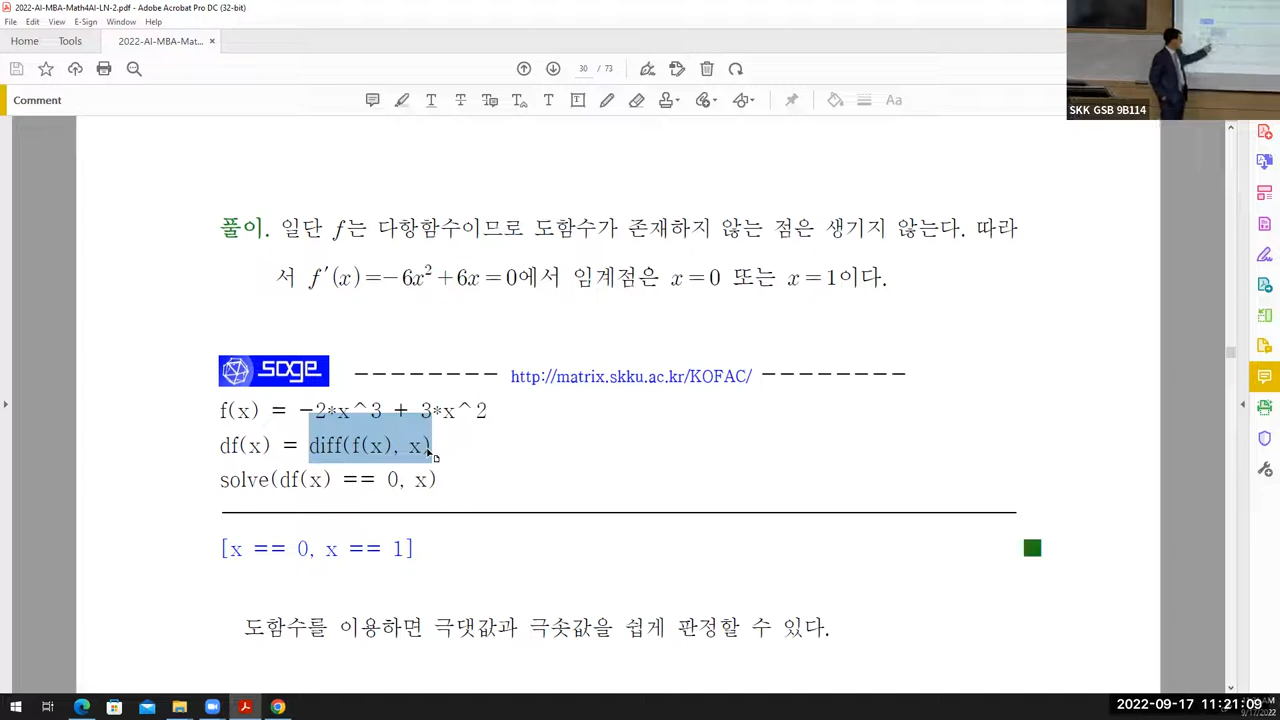 2022-AI-MBA-Math4AI-LN-2.pdf - Adobe Acrobat Pro DC (32-bit)
File Edit View E-Sign Window Help
Home Tools 2022-AI-MBA-Mat... ×
30 / 73
Comment
SKK GSB 9B114
풀이. 일단 f는 다항함수이므로 도함수가 존재하지 않는 점은 생기지 않는다. 따라
서 f′(x)=−6x²+6x=0에서 임계점은 x=0 또는 x=1이다.
sage -------- http://matrix.skku.ac.kr/KOFAC/ --------
f(x) = -2*x^3 + 3*x^2
df(x) = diff(f(x), x)
solve(df(x) == 0, x)
[x == 0, x == 1]
도함수를 이용하면 극댓값과 극솟값을 쉽게 판정할 수 있다.
2022-09-17 11:21:09